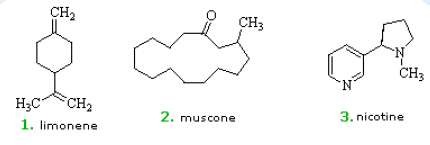 CH₂
H₃C CH₂
1. limonene
O
CH₃
2. muscone
N
N
CH₃
3. nicotine